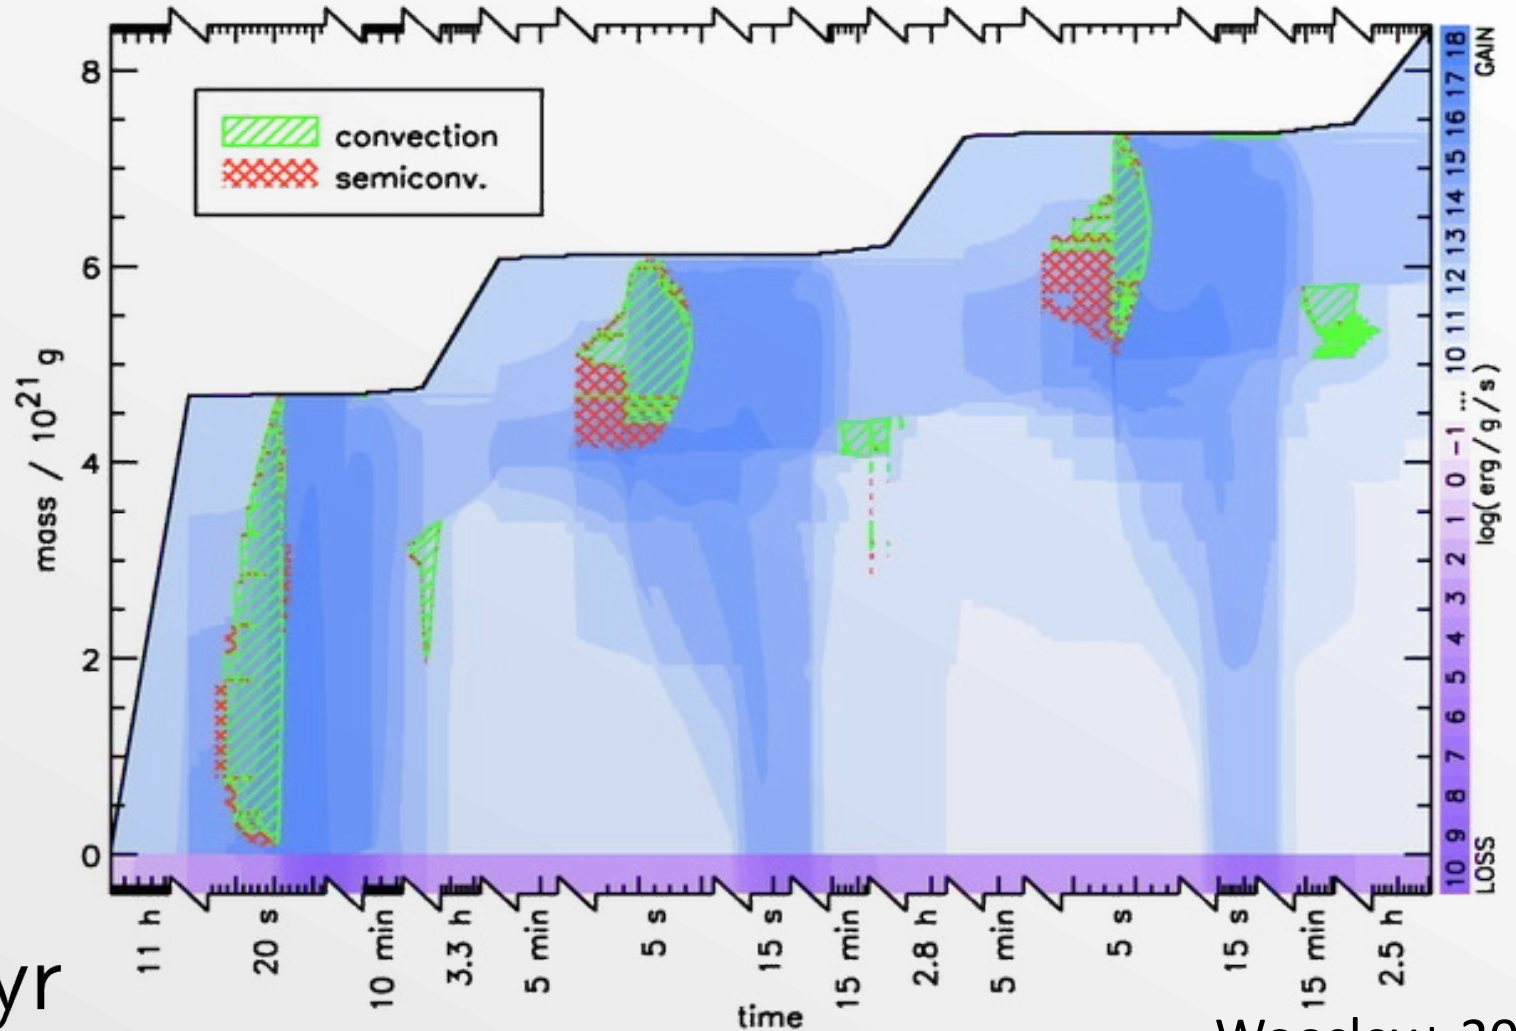 convection
semiconv.
8
6
4
2
0
mass / 10²¹ g
GAIN
18
17
16
15
14
13
12
11
10
...
−1
0
1
2
3
4
5
6
7
8
9
10
LOSS
log( erg / g / s )
11 h
20 s
10 min
3.3 h
5 min
5 s
15 s
15 min
2.8 h
5 min
5 s
15 s
15 min
2.5 h
time
yr